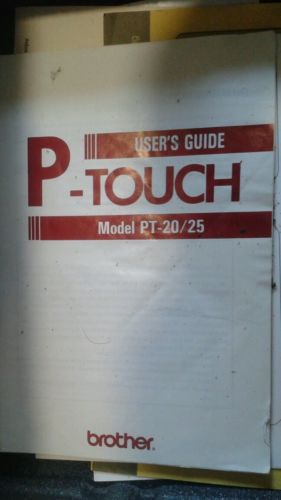 USER'S GUIDE
P-TOUCH
Model PT-20/25
brother.